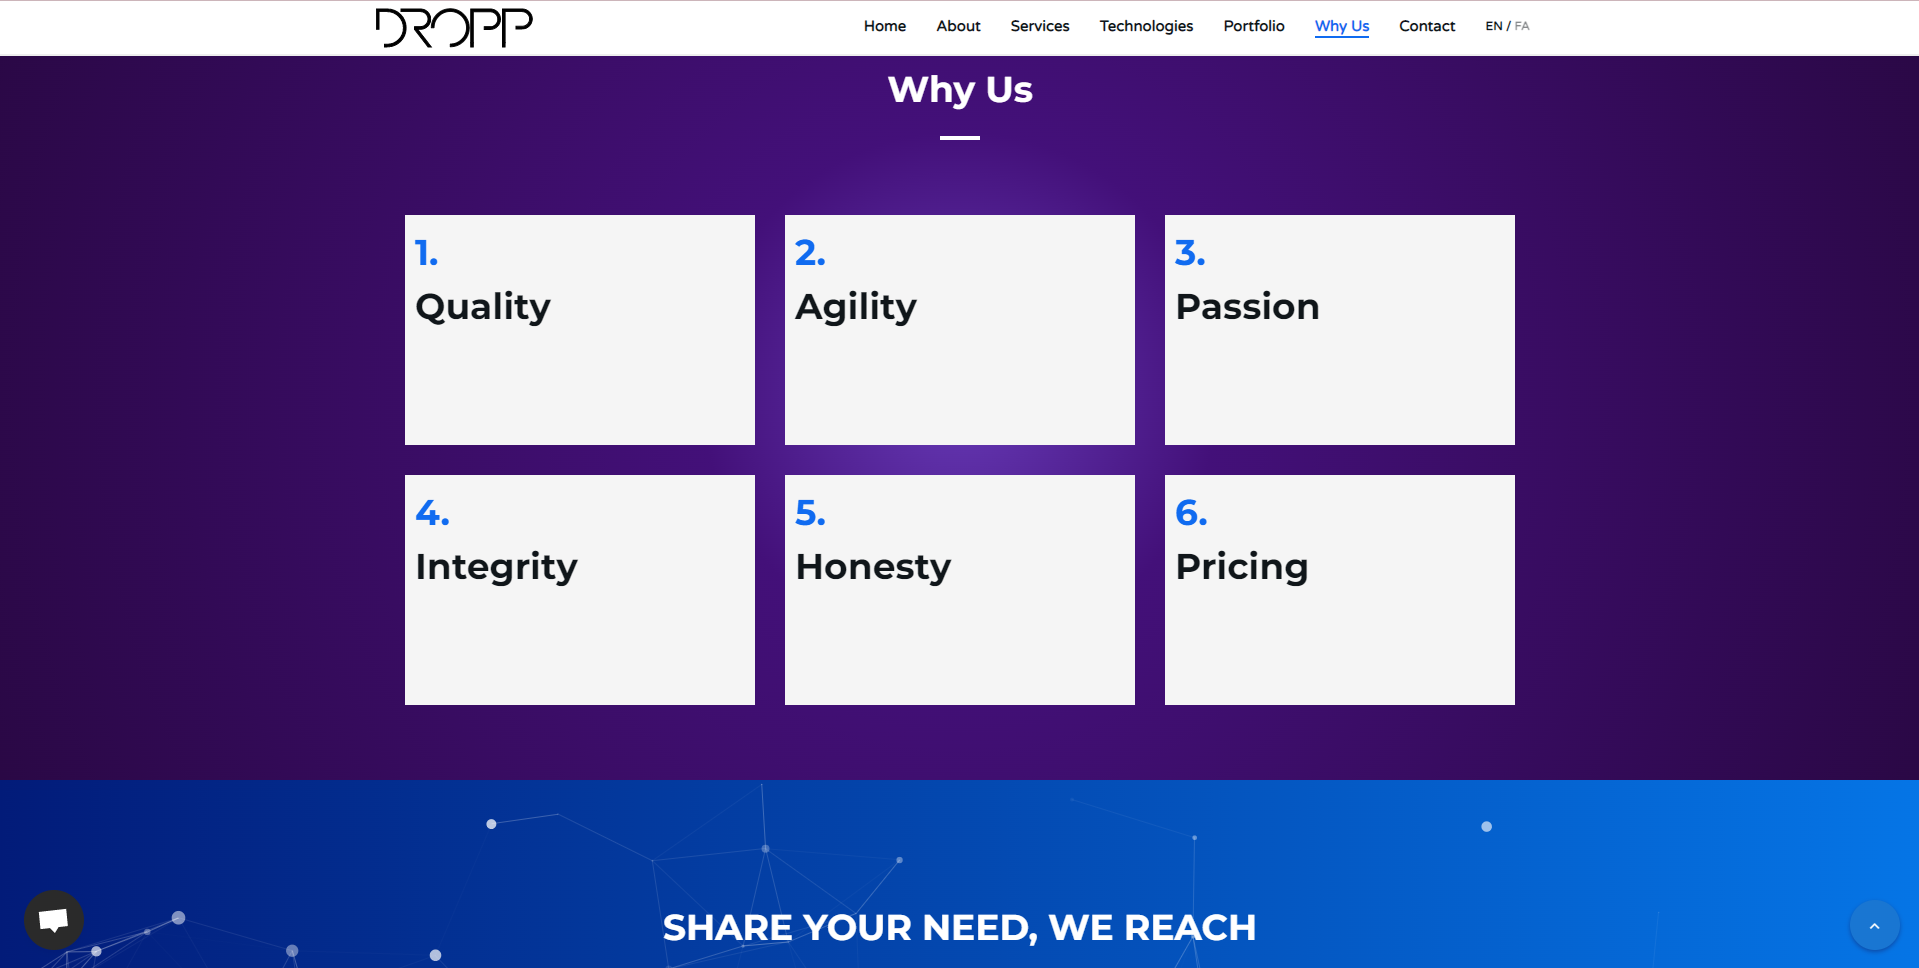 DROPP
Home About Services Technologies Portfolio Why Us Contact EN / FA
Why Us
1.
Quality
2.
Agility
3.
Passion
4.
Integrity
5.
Honesty
6.
Pricing
SHARE YOUR NEED, WE REACH